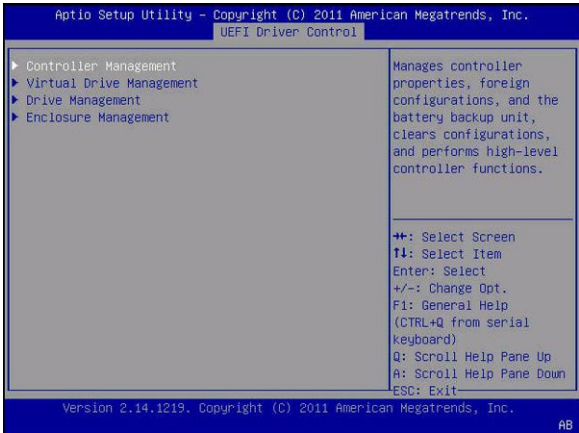 Aptio Setup Utility – Copyright (C) 2011 American Megatrends, Inc.
UEFI Driver Control
Controller Management
Virtual Drive Management
Drive Management
Enclosure Management
Manages controller
properties, foreign
configurations, and the
battery backup unit,
clears configurations,
and performs high-level
controller functions.
→←: Select Screen
↑↓: Select Item
Enter: Select
+/-: Change Opt.
F1: General Help
(CTRL+Q from serial
keyboard)
Q: Scroll Help Pane Up
A: Scroll Help Pane Down
ESC: Exit
Version 2.14.1219. Copyright (C) 2011 American Megatrends, Inc.
AB